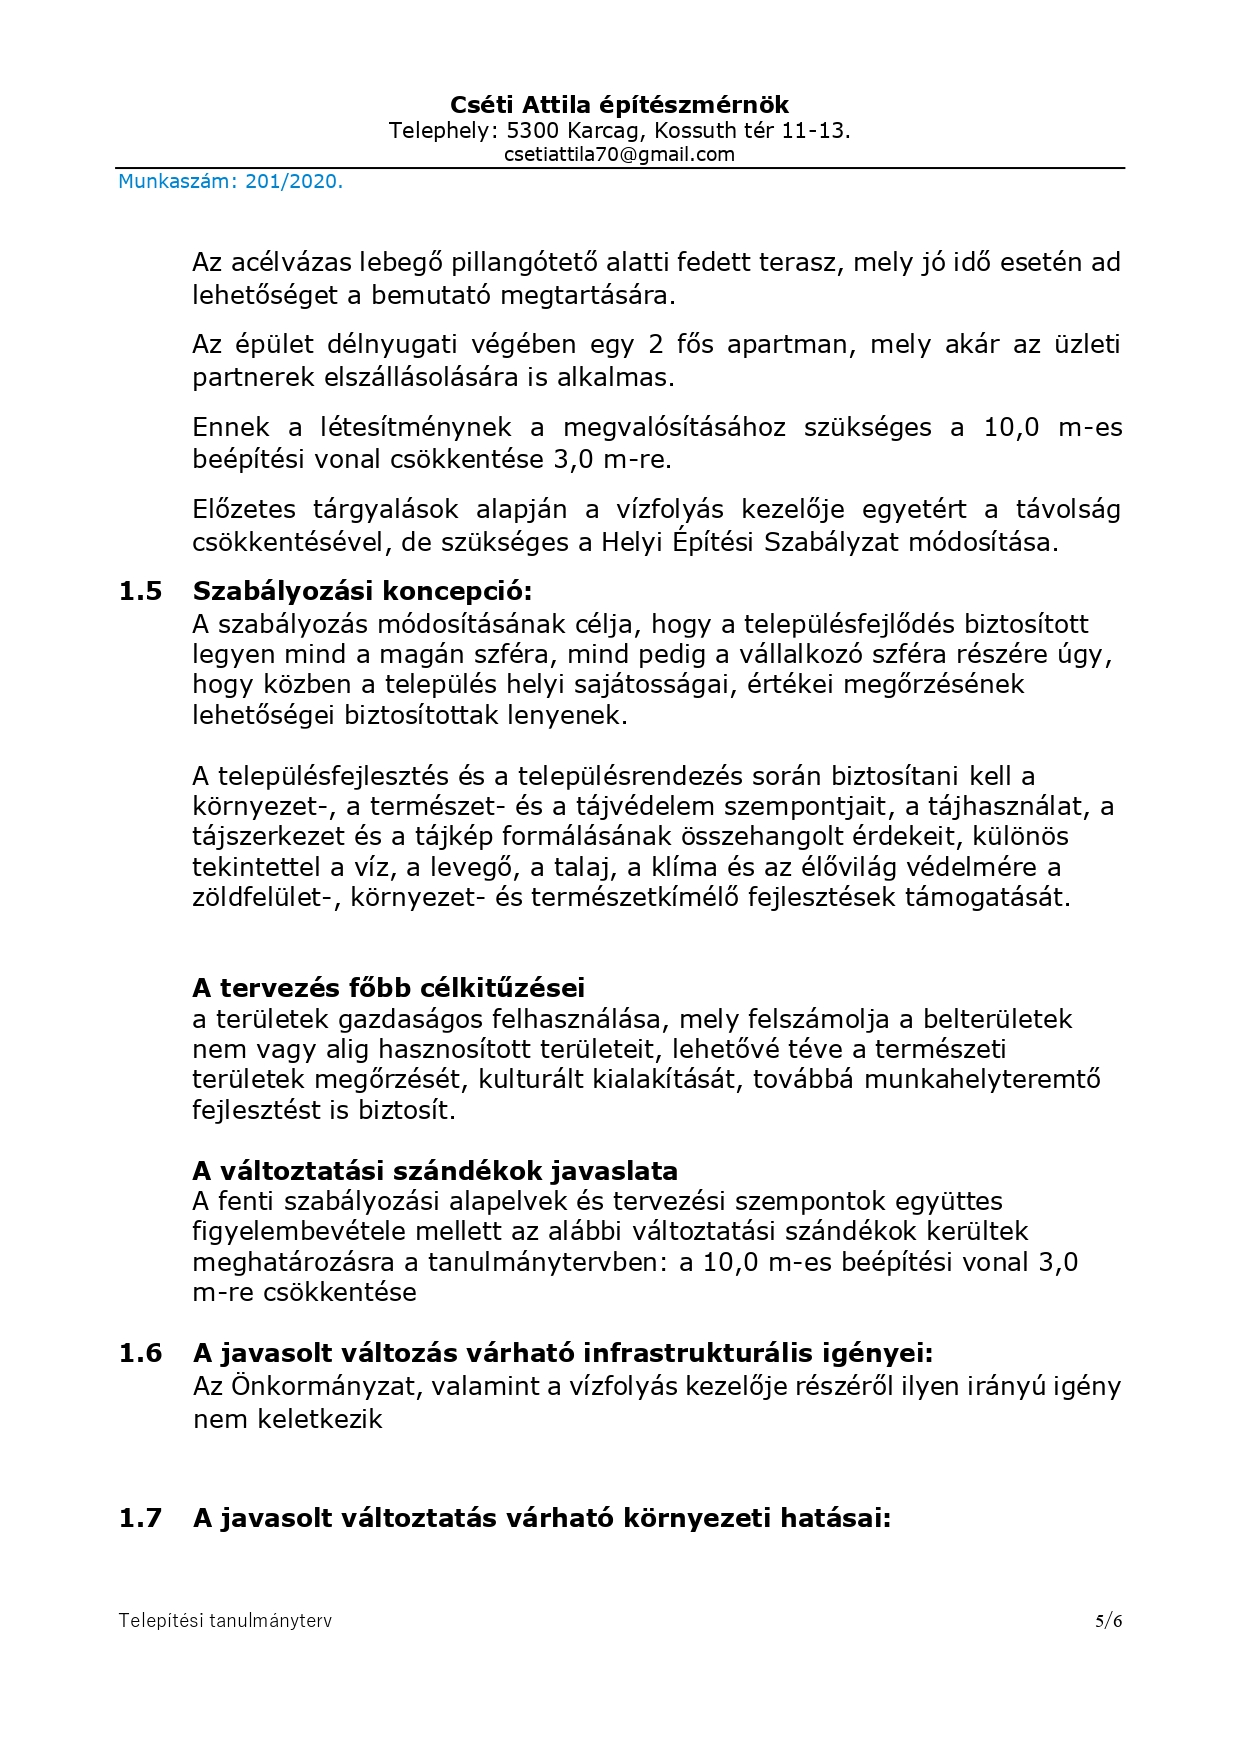 Cséti Attila építészmérnök
Telephely: 5300 Karcag, Kossuth tér 11-13.
csetiattila70@gmail.com
Munkaszám: 201/2020.
Az acélvázas lebegő pillangótető alatti fedett terasz, mely jó idő esetén ad
lehetőséget a bemutató megtartására.
Az épület délnyugati végében egy 2 fős apartman, mely akár az üzleti
partnerek elszállásolására is alkalmas.
Ennek a létesítménynek a megvalósításához szükséges a 10,0 m-es
beépítési vonal csökkentése 3,0 m-re.
Előzetes tárgyalások alapján a vízfolyás kezelője egyetért a távolság
csökkentésével, de szükséges a Helyi Építési Szabályzat módosítása.
1.5 Szabályozási koncepció:
A szabályozás módosításának célja, hogy a településfejlődés biztosított
legyen mind a magán szféra, mind pedig a vállalkozó szféra részére úgy,
hogy közben a település helyi sajátosságai, értékei megőrzésének
lehetőségei biztosítottak lenyenek.
A településfejlesztés és a településrendezés során biztosítani kell a
környezet-, a természet- és a tájvédelem szempontjait, a tájhasználat, a
tájszerkezet és a tájkép formálásának összehangolt érdekeit, különös
tekintettel a víz, a levegő, a talaj, a klíma és az élővilág védelmére a
zöldfelület-, környezet- és természetkímélő fejlesztések támogatását.
A tervezés főbb célkitűzései
a területek gazdaságos felhasználása, mely felszámolja a belterületek
nem vagy alig hasznosított területeit, lehetővé téve a természeti
területek megőrzését, kulturált kialakítását, továbbá munkahelyteremtő
fejlesztést is biztosít.
A változtatási szándékok javaslata
A fenti szabályozási alapelvek és tervezési szempontok együttes
figyelembevétele mellett az alábbi változtatási szándékok kerültek
meghatározásra a tanulmánytervben: a 10,0 m-es beépítési vonal 3,0
m-re csökkentése
1.6 A javasolt változás várható infrastrukturális igényei:
Az Önkormányzat, valamint a vízfolyás kezelője részéről ilyen irányú igény
nem keletkezik
1.7 A javasolt változtatás várható környezeti hatásai:
Telepítési tanulmányterv 5/6